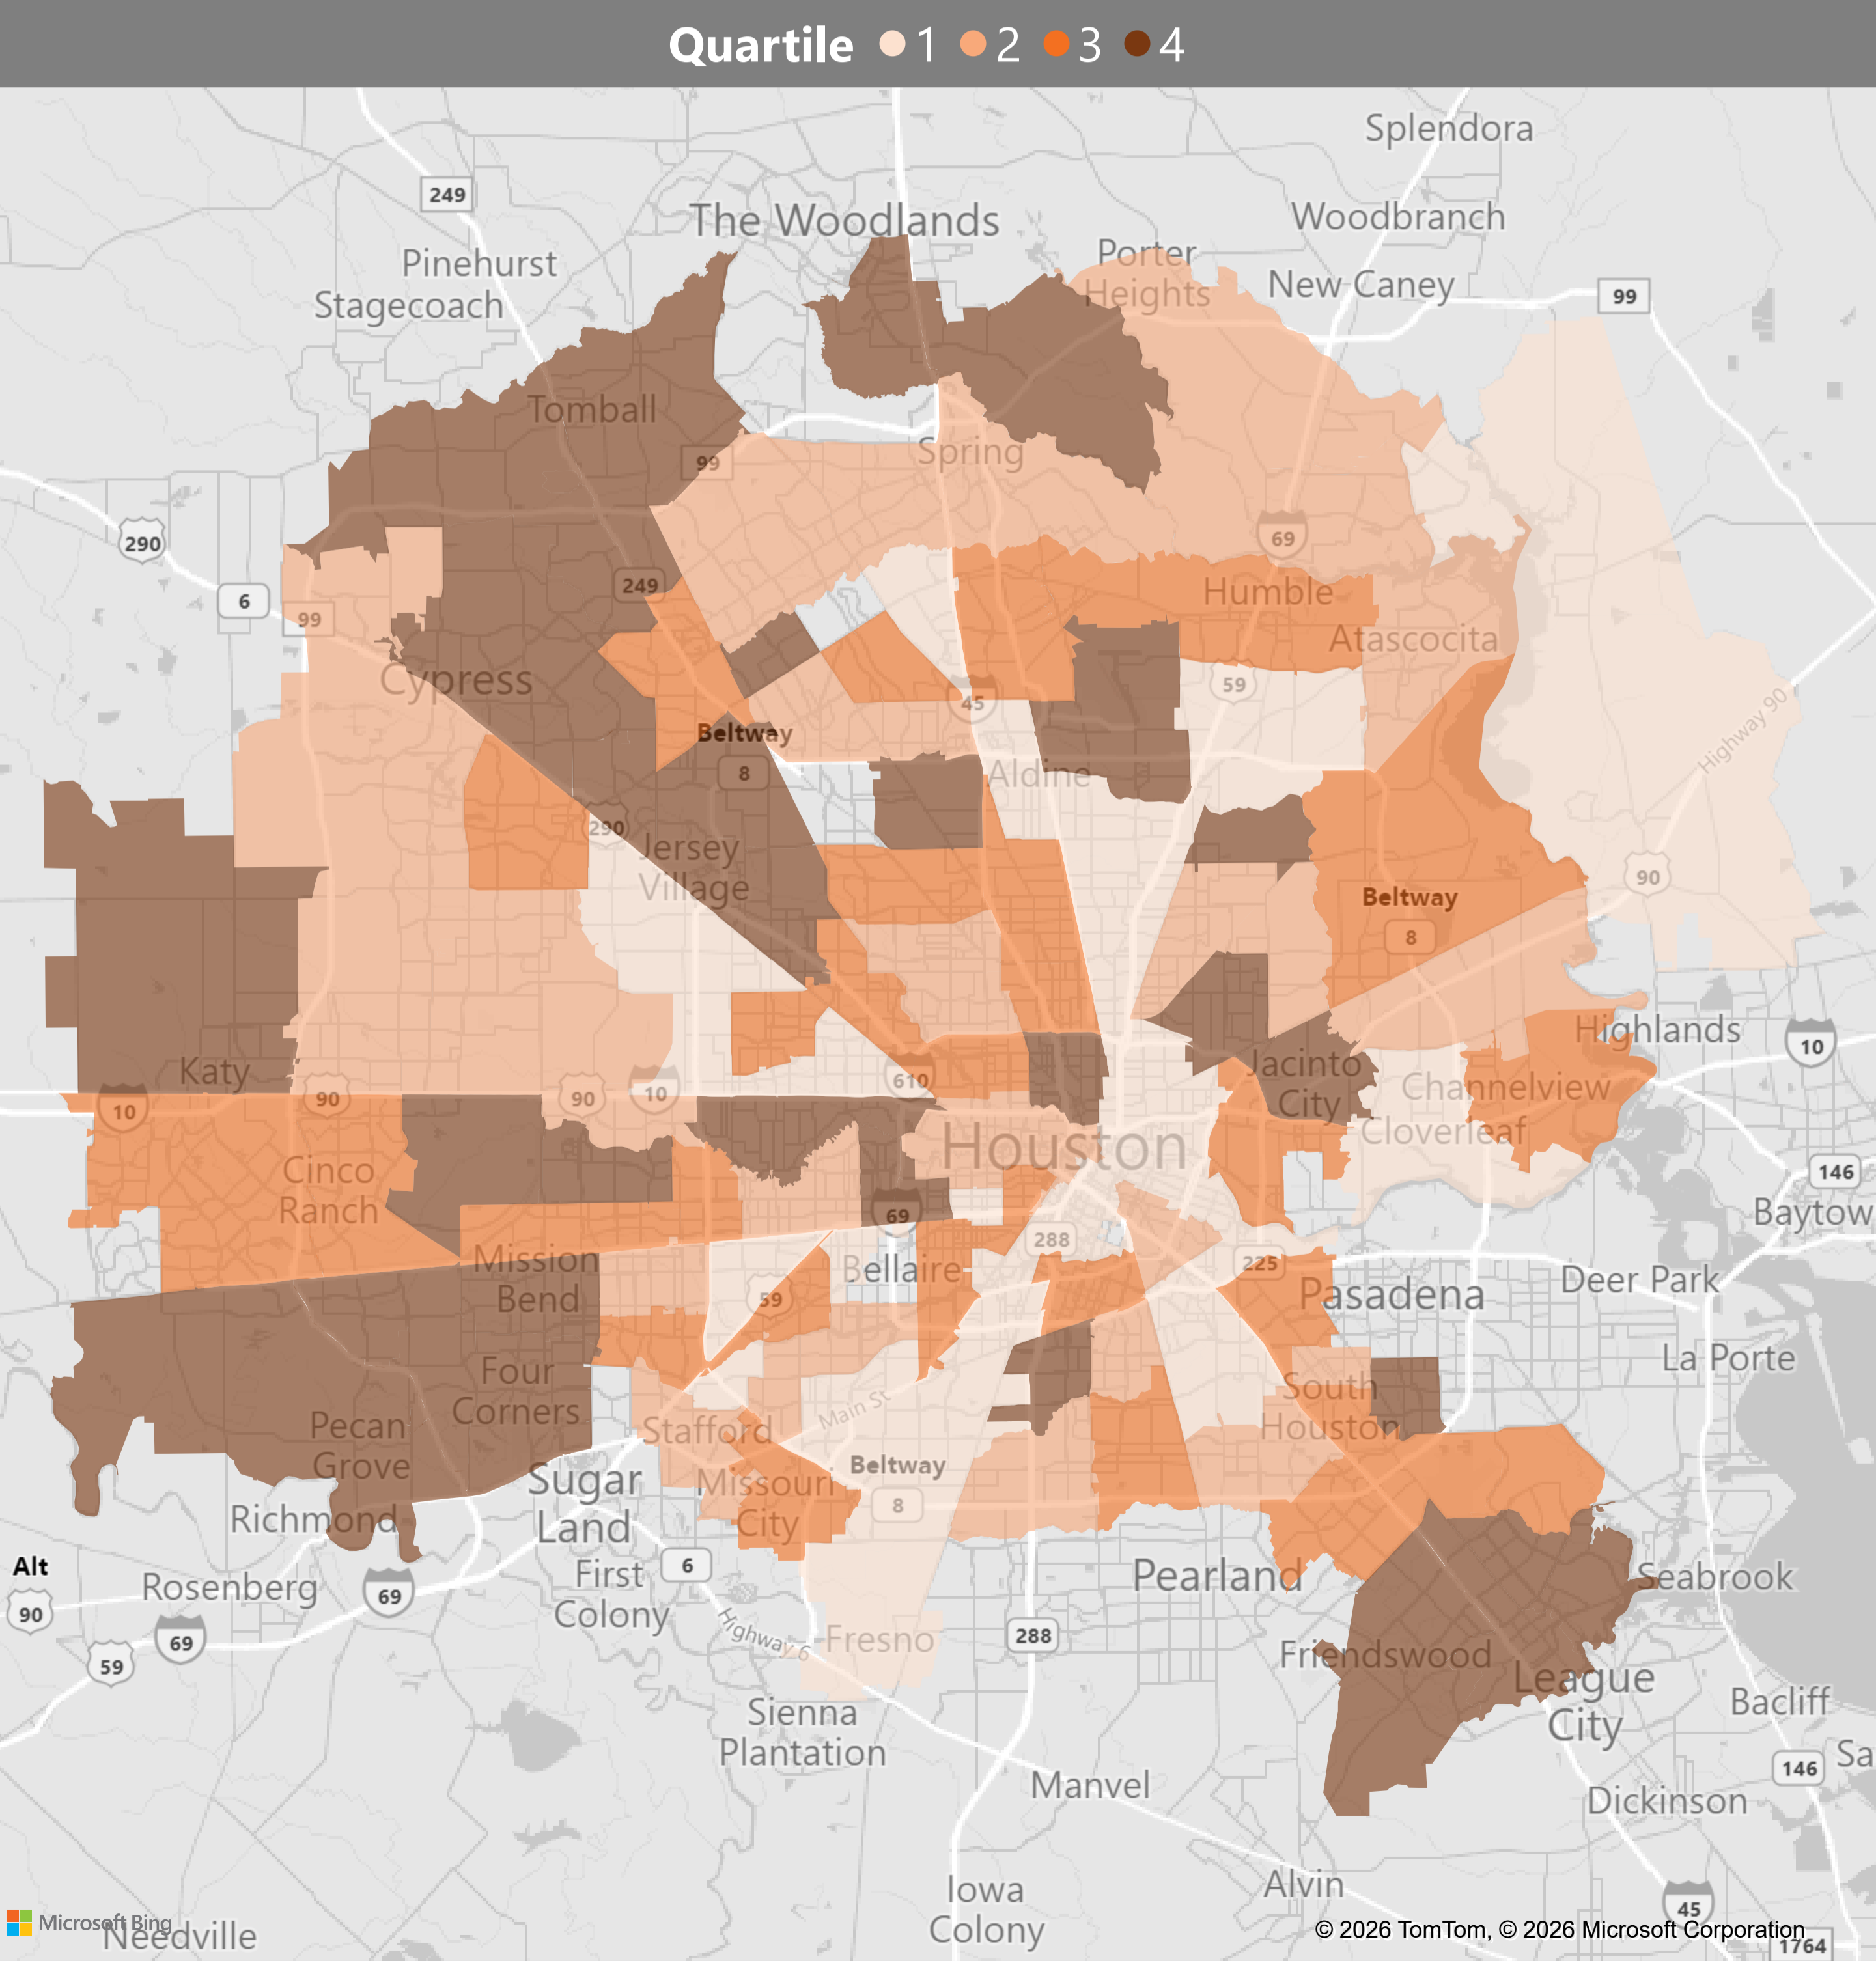 Quartile 1 2 3 4
Splendora
249
The Woodlands
Woodbranch
Pinehurst
Porter
Heights
New Caney
99
Stagecoach
Tomball
99
Spring
290
69
249
6
99
Humble
Atascocita
Cypress
59
45
Highway 90
Beltway
8
Aldine
290
Jersey
Village
90
Beltway
8
Highlands
10
Katy
Jacinto
City
610
Channelview
10
90
90
10
Cloverleaf
Houston
146
Cinco
Ranch
69
Baytow
288
Mission
Bend
Bellaire
225
Deer Park
59
Pasadena
La Porte
Four
Corners
South
Houston
Main St
Pecan
Grove
Stafford
Beltway
8
Missouri
City
Sugar
Land
Richmond
Alt
90
Rosenberg
69
6
First
Colony
Pearland
Seabrook
69
59
Highway 6
Fresno
288
Friendswood
League
City
Bacliff
Sienna
Plantation
146
Sa
Manvel
Dickinson
Alvin
Iowa
Colony
45
Microsoft Bing
Needville
© 2026 TomTom, © 2026 Microsoft Corporation
1764